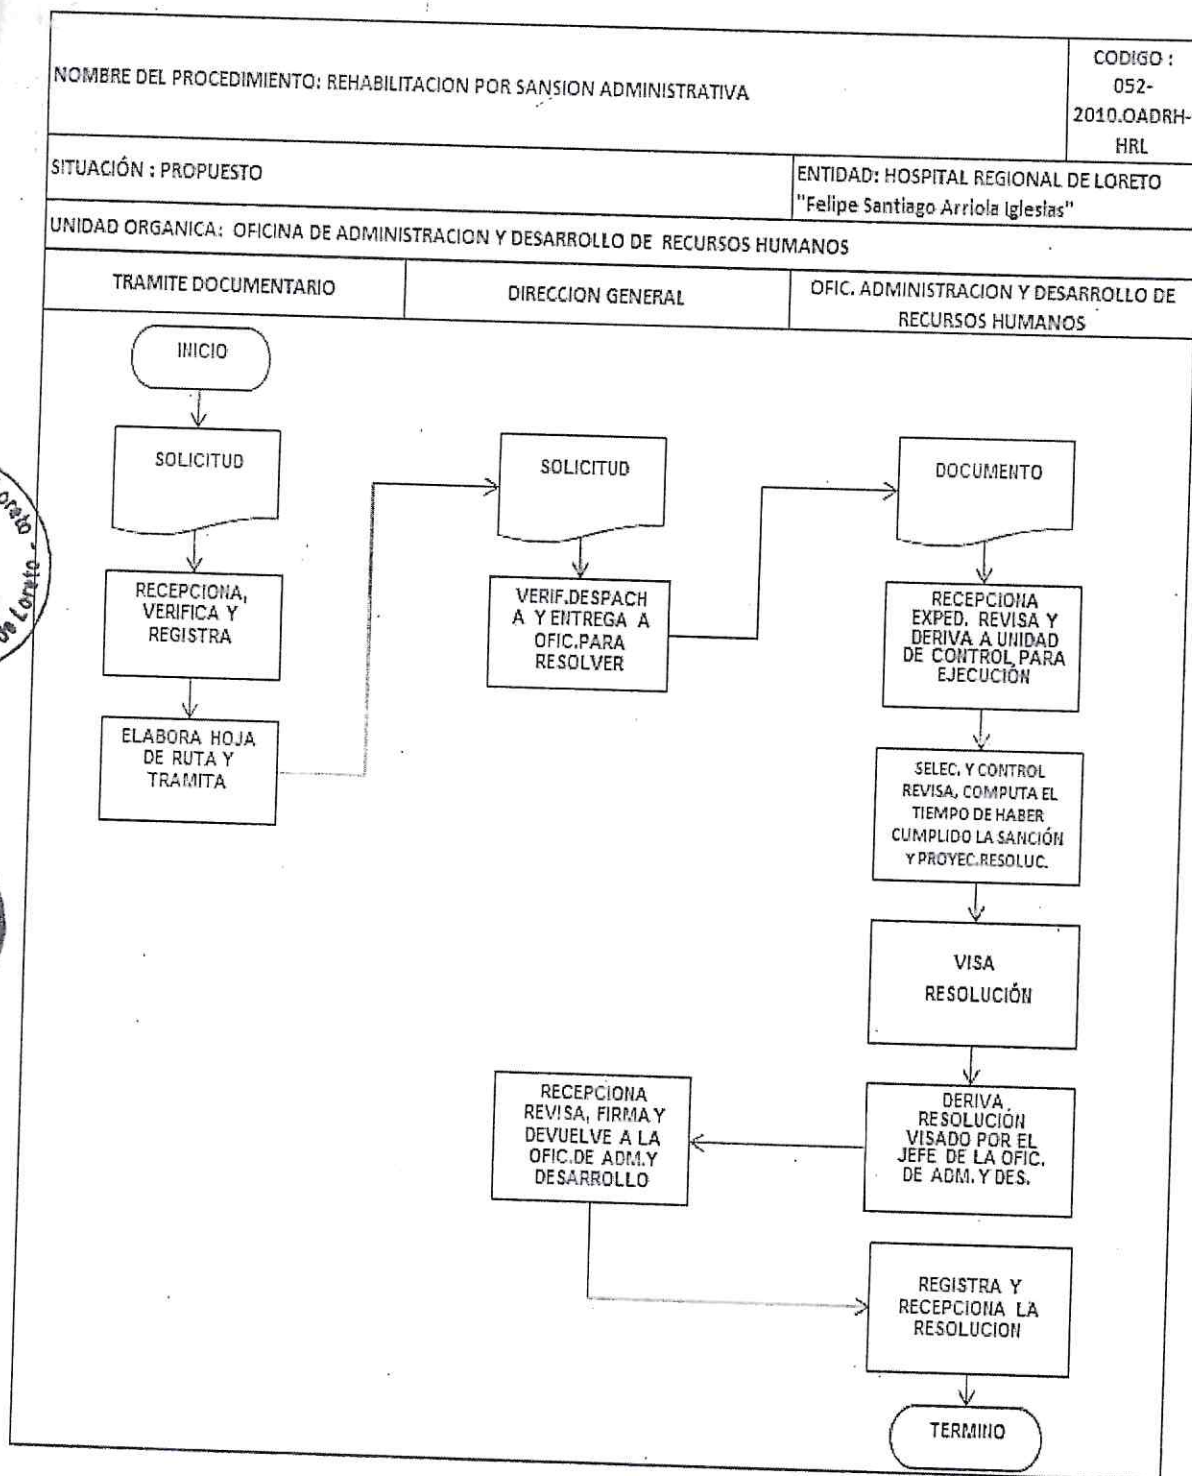 NOMBRE DEL PROCEDIMIENTO: REHABILITACION POR SANSION ADMINISTRATIVA
CODIGO :
052-
2010.OADRH-
HRL
SITUACIÓN : PROPUESTO
ENTIDAD: HOSPITAL REGIONAL DE LORETO
"Felipe Santiago Arriola Iglesias"
UNIDAD ORGANICA: OFICINA DE ADMINISTRACION Y DESARROLLO DE RECURSOS HUMANOS
TRAMITE DOCUMENTARIO
DIRECCION GENERAL
OFIC. ADMINISTRACION Y DESARROLLO DE
RECURSOS HUMANOS
INICIO
SOLICITUD
RECEPCIONA,
VERIFICA Y
REGISTRA
ELABORA HOJA
DE RUTA Y
TRAMITA
SOLICITUD
VERIF.DESPACH
A Y ENTREGA A
OFIC.PARA
RESOLVER
DOCUMENTO
RECEPCIONA
EXPED. REVISA Y
DERIVA A UNIDAD
DE CONTROL PARA
EJECUCIÓN
SELEC. Y CONTROL
REVISA, COMPUTA EL
TIEMPO DE HABER
CUMPLIDO LA SANCIÓN
Y PROYEC.RESOLUC.
VISA
RESOLUCIÓN
DERIVA
RESOLUCIÓN
VISADO POR EL
JEFE DE LA OFIC.
DE ADM. Y DES.
RECEPCIONA
REVISA, FIRMA Y
DEVUELVE A LA
OFIC.DE ADM.Y
DESARROLLO
REGISTRA Y
RECEPCIONA LA
RESOLUCION
TERMINO
de Loreto -